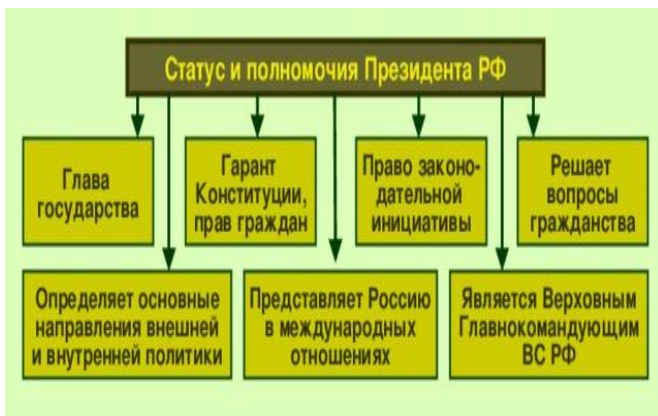 Статус и полномочия Президента РФ
Глава
государства
Гарант
Конституции,
прав граждан
Право законо-
дательной
инициативы
Решает
вопросы
гражданства
Определяет основные
направления внешней
и внутренней политики
Представляет Россию
в международных
отношениях
Является Верховным
Главнокомандующим
ВС РФ